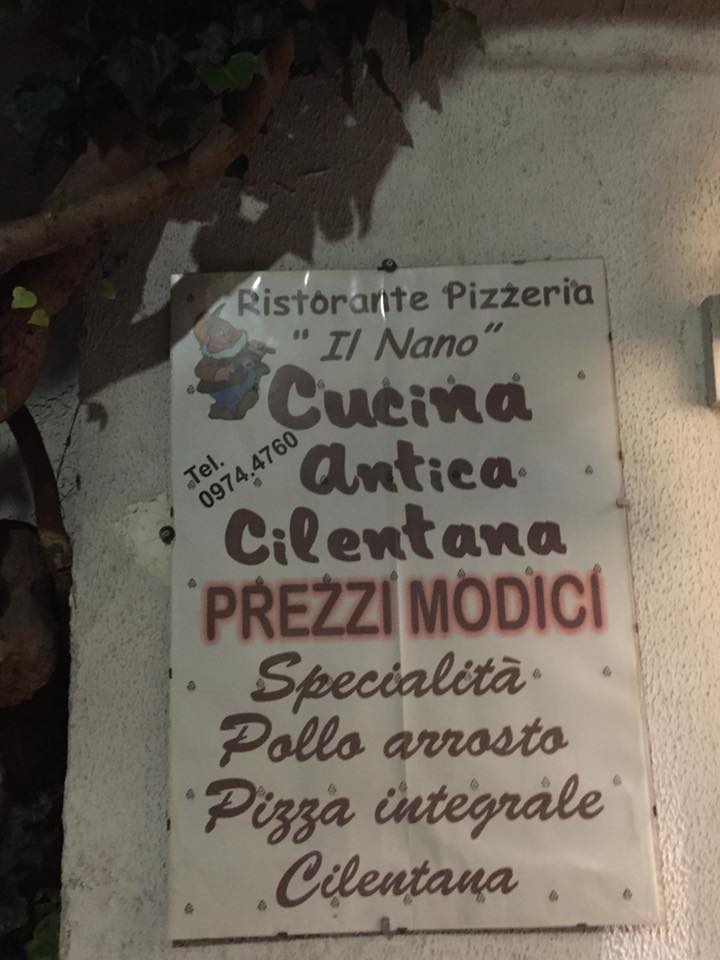 Ristorante Pizzeria
"Il Nano"
Cucina
Antica
Tel.
0974.4760
Cilentana
PREZZI MODICI
Specialità
Pollo arrosto
Pizza integrale
Cilentana